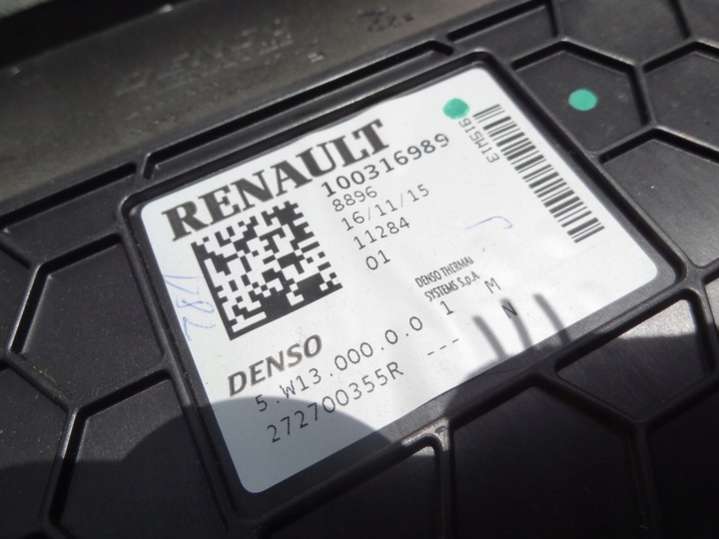 RENAULT
100316989
8896
16/11/15
11284
01
DENSO
DENSO THERMAL
SYSTEMS S.p.A
5.W13.000.0.0 1 M
272700355R --- N